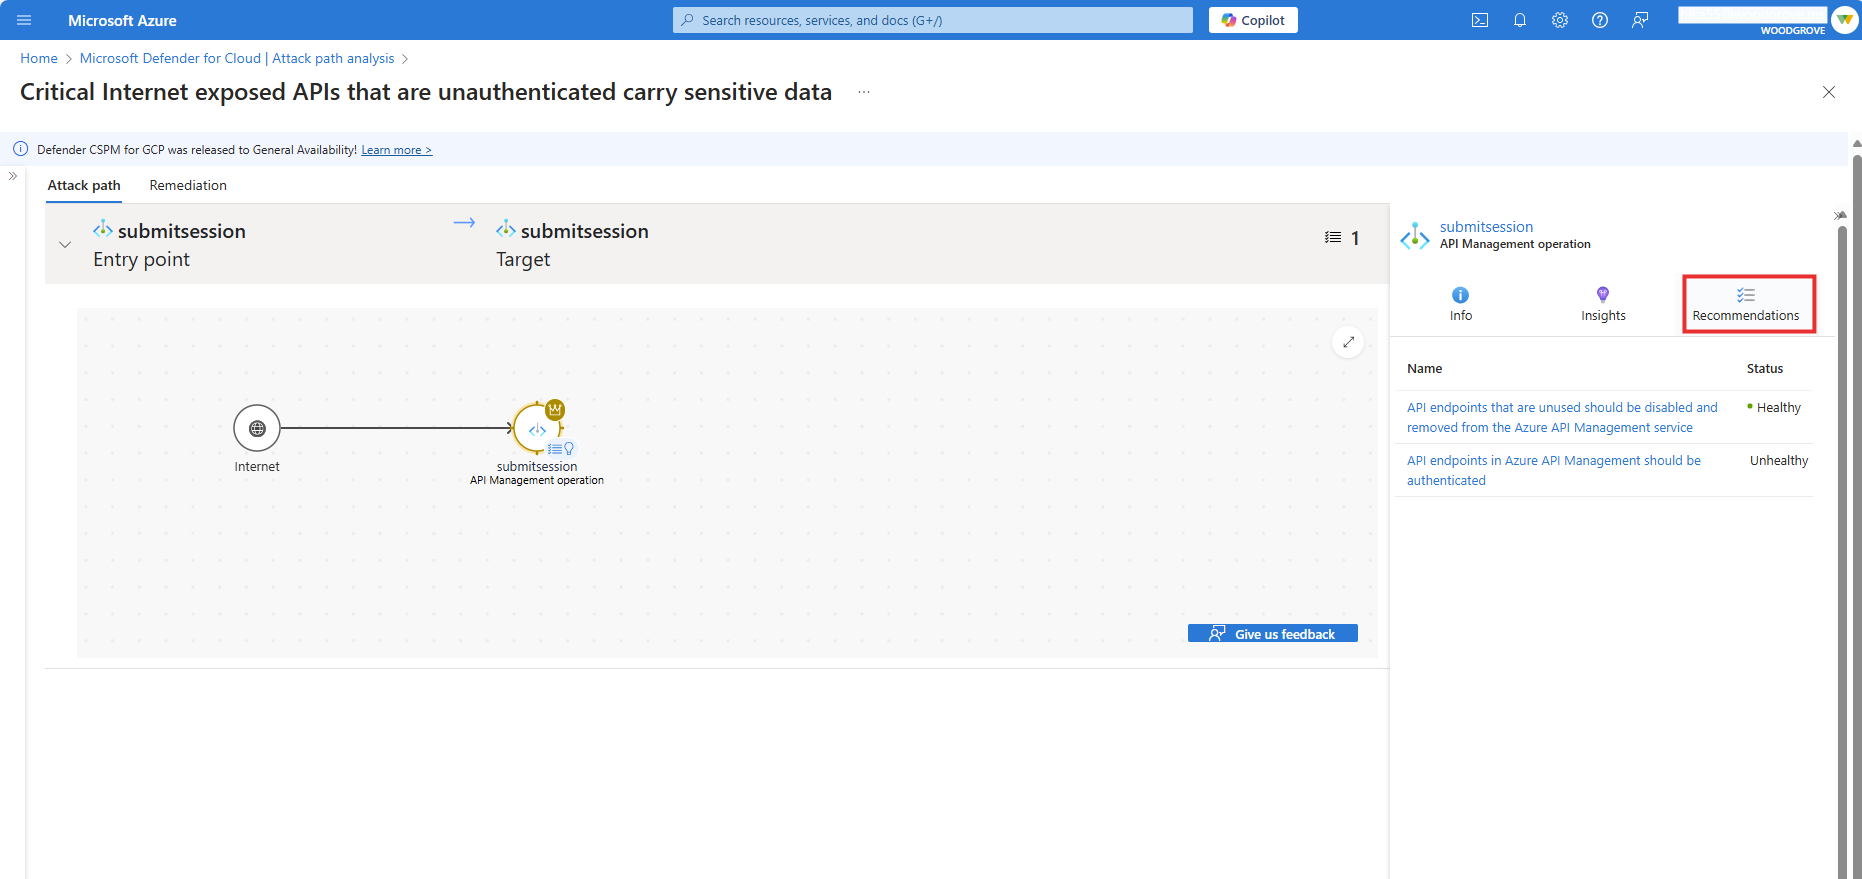 Microsoft Azure
Search resources, services, and docs (G+/)
Copilot
WOODGROVE
Home > Microsoft Defender for Cloud | Attack path analysis >
Critical Internet exposed APIs that are unauthenticated carry sensitive data ...
Defender CSPM for GCP was released to General Availability! Learn more >
Attack path
Remediation
submitsession
Entry point
submitsession
Target
1
Internet
submitsession
API Management operation
Give us feedback
submitsession
API Management operation
Info
Insights
Recommendations
Name
Status
API endpoints that are unused should be disabled and
removed from the Azure API Management service
Healthy
API endpoints in Azure API Management should be
authenticated
Unhealthy